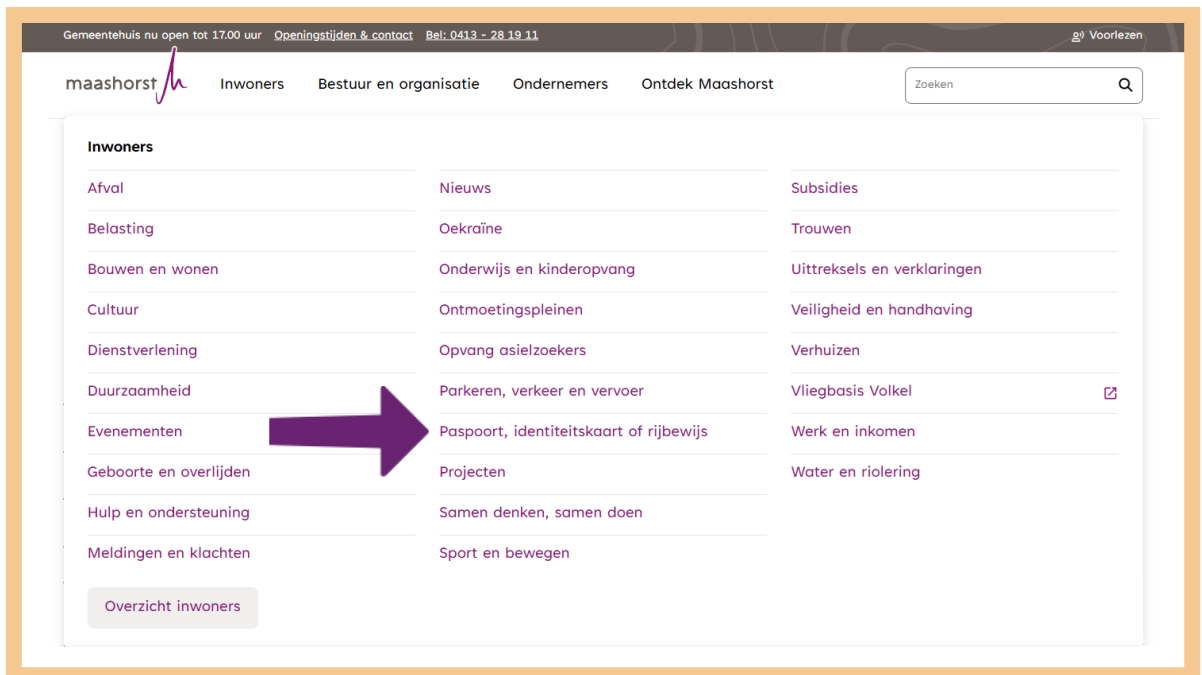 Gemeentehuis nu open tot 17.00 uur Openingstijden & contact Bel: 0413 - 28 19 11 Voorlezen
maashorst Inwoners Bestuur en organisatie Ondernemers Ontdek Maashorst Zoeken
Inwoners
Afval
Belasting
Bouwen en wonen
Cultuur
Dienstverlening
Duurzaamheid
Evenementen
Geboorte en overlijden
Hulp en ondersteuning
Meldingen en klachten
Nieuws
Oekraïne
Onderwijs en kinderopvang
Ontmoetingspleinen
Opvang asielzoekers
Parkeren, verkeer en vervoer
Paspoort, identiteitskaart of rijbewijs
Projecten
Samen denken, samen doen
Sport en bewegen
Subsidies
Trouwen
Uittreksels en verklaringen
Veiligheid en handhaving
Verhuizen
Vliegbasis Volkel
Werk en inkomen
Water en riolering
Overzicht inwoners